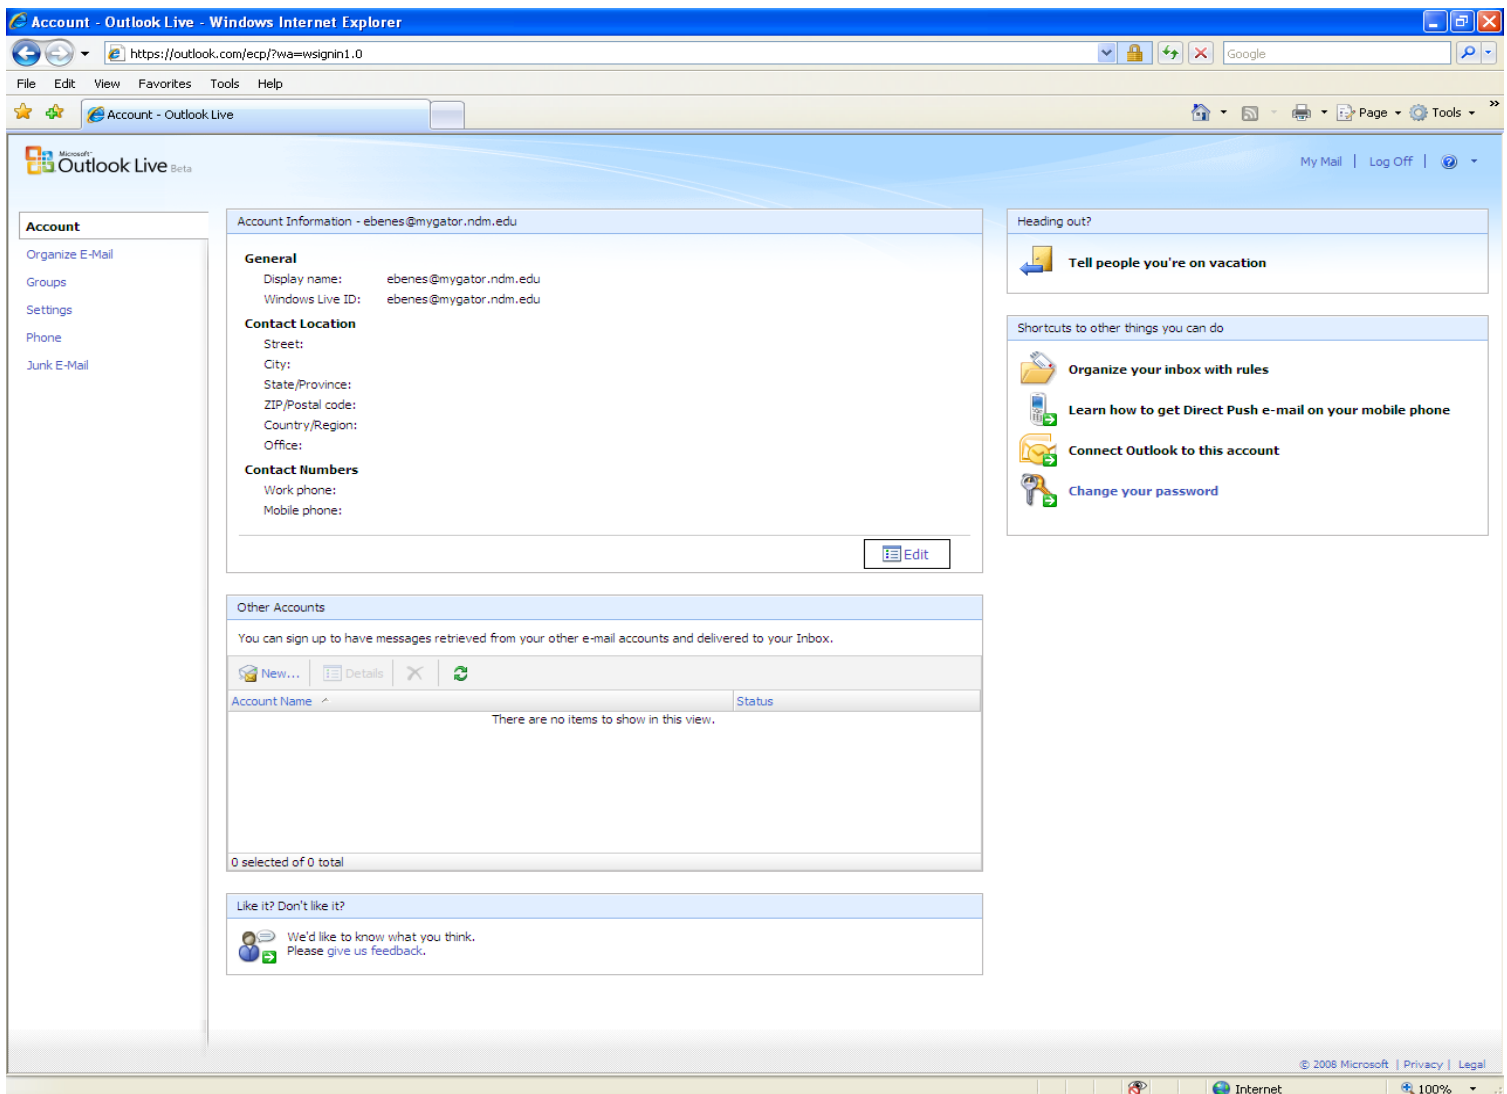 Account - Outlook Live - Windows Internet Explorer
https://outlook.com/ecp/?wa=wsignin1.0
Google
File Edit View Favorites Tools Help
Account - Outlook Live
Page Tools
Microsoft
Outlook Live Beta
My Mail | Log Off |
Account
Organize E-Mail
Groups
Settings
Phone
Junk E-Mail
Account Information - ebenes@mygator.ndm.edu
General
Display name: ebenes@mygator.ndm.edu
Windows Live ID: ebenes@mygator.ndm.edu
Contact Location
Street:
City:
State/Province:
ZIP/Postal code:
Country/Region:
Office:
Contact Numbers
Work phone:
Mobile phone:
Edit
Other Accounts
You can sign up to have messages retrieved from your other e-mail accounts and delivered to your Inbox.
New... Details
Account Name Status
There are no items to show in this view.
0 selected of 0 total
Like it? Don't like it?
We'd like to know what you think.
Please give us feedback.
Heading out?
Tell people you're on vacation
Shortcuts to other things you can do
Organize your inbox with rules
Learn how to get Direct Push e-mail on your mobile phone
Connect Outlook to this account
Change your password
© 2008 Microsoft | Privacy | Legal
Internet 100%